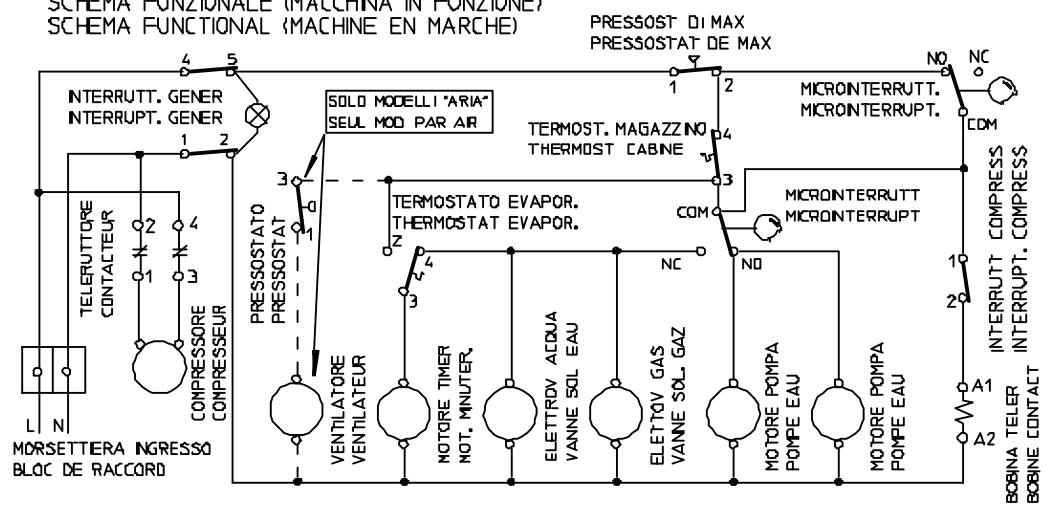 SCHEMA FUNZIONALE (MACCHINA IN FUNZIONE)
SCHEMA FUNCTIONAL (MACHINE EN MARCHE)
PRESSOST DI MAX
PRESSOSTAT DE MAX
4
5
1
2
NO
NC
COM
INTERRUTT. GENER
INTERRUPT. GENER
SOLO MODELLI "ARIA"
SEUL MOD PAR AIR
MICROINTERRUTT.
MICROINTERRUPT.
1
2
TERMOST. MAGAZZINO
THERMOST CABINE
4
3
3
1
PRESSOSTATO
PRESSOSTAT
TERMOSTATO EVAPOR.
THERMOSTAT EVAPOR.
2
4
3
COM
NC
NO
MICROINTERRUTT
MICROINTERRUPT
TELERUTTORE
CONTACTEUR
2
4
1
3
1
2
INTERRUTT COMPRESS
INTERRUPT. COMPRESS
COMPRESSORE
COMPRESSEUR
VENTILATORE
VENTILATEUR
MOTORE TIMER
MOT. MINUTER.
ELETTROV ACQUA
VANNE SOL EAU
ELETTOV GAS
VANNE SOL. GAZ
MOTORE POMPA
POMPE EAU
MOTORE POMPA
POMPE EAU
A1
A2
BOBINA TELER
BOBINE CONTACT
L N
MORSETTIERA INGRESSO
BLOC DE RACCORD